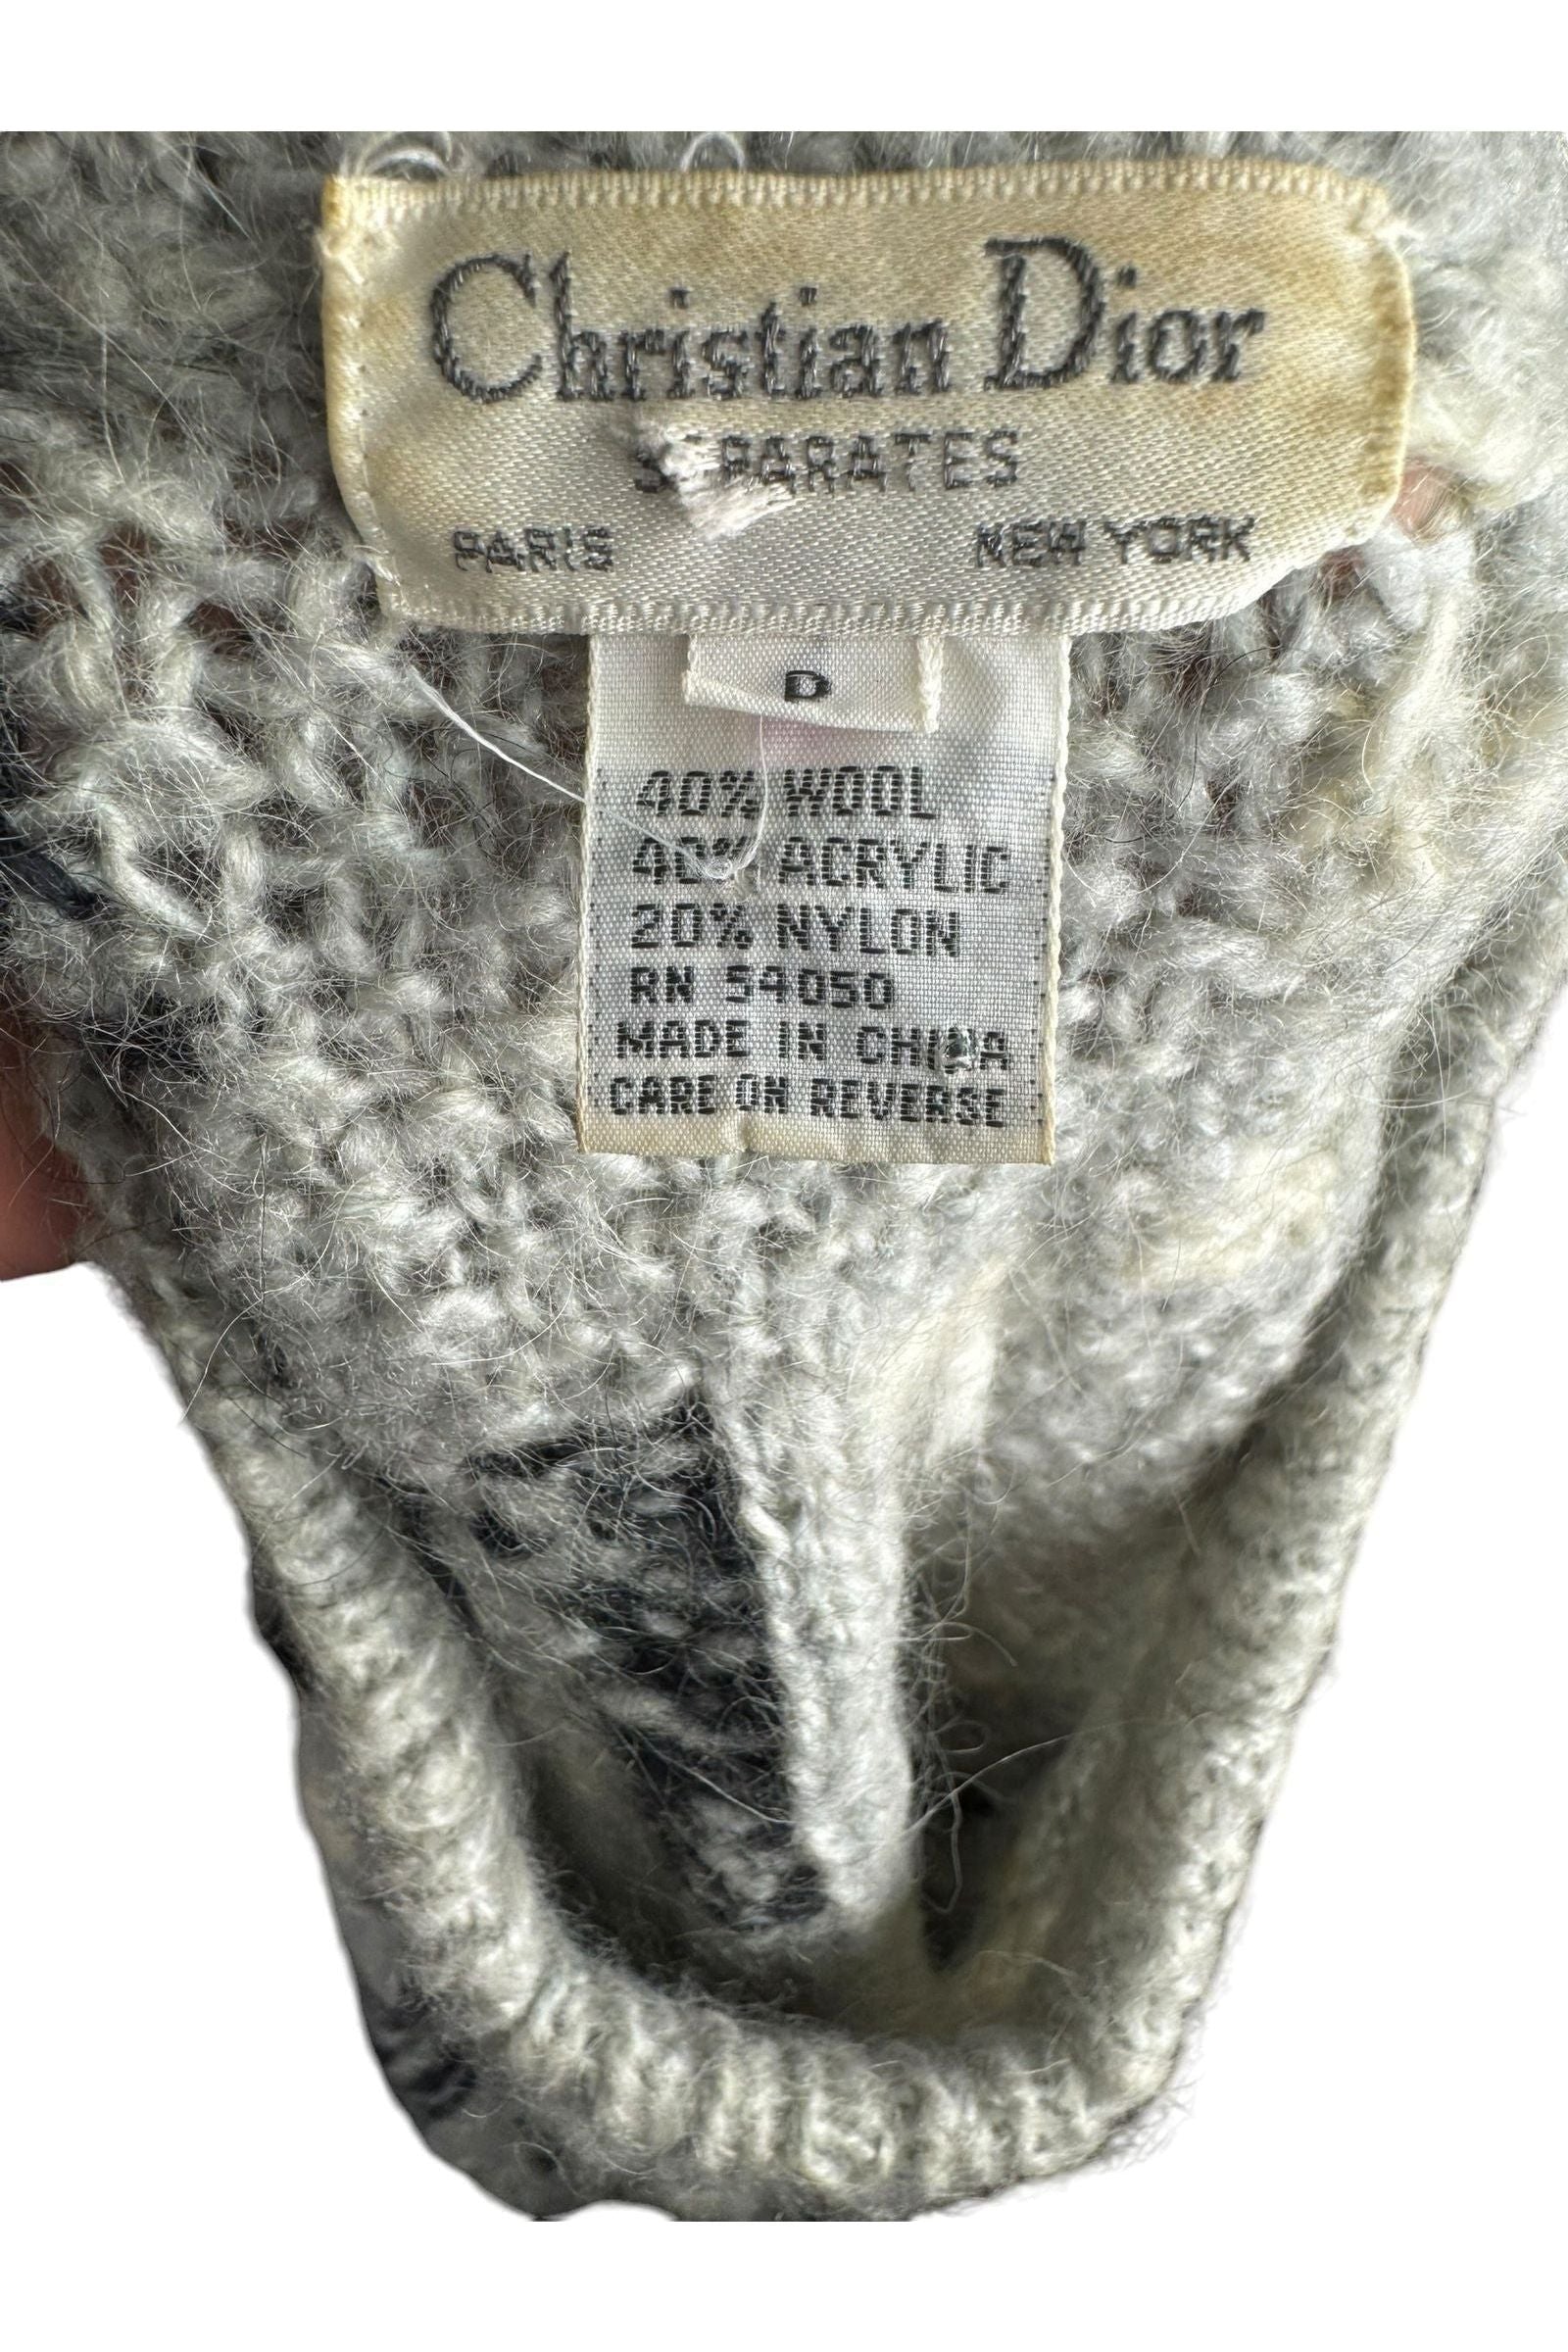 Christian Dior
SEPARATES
PARIS NEW YORK
D
40% WOOL
40% ACRYLIC
20% NYLON
RN 54050
MADE IN CHINA
CARE ON REVERSE